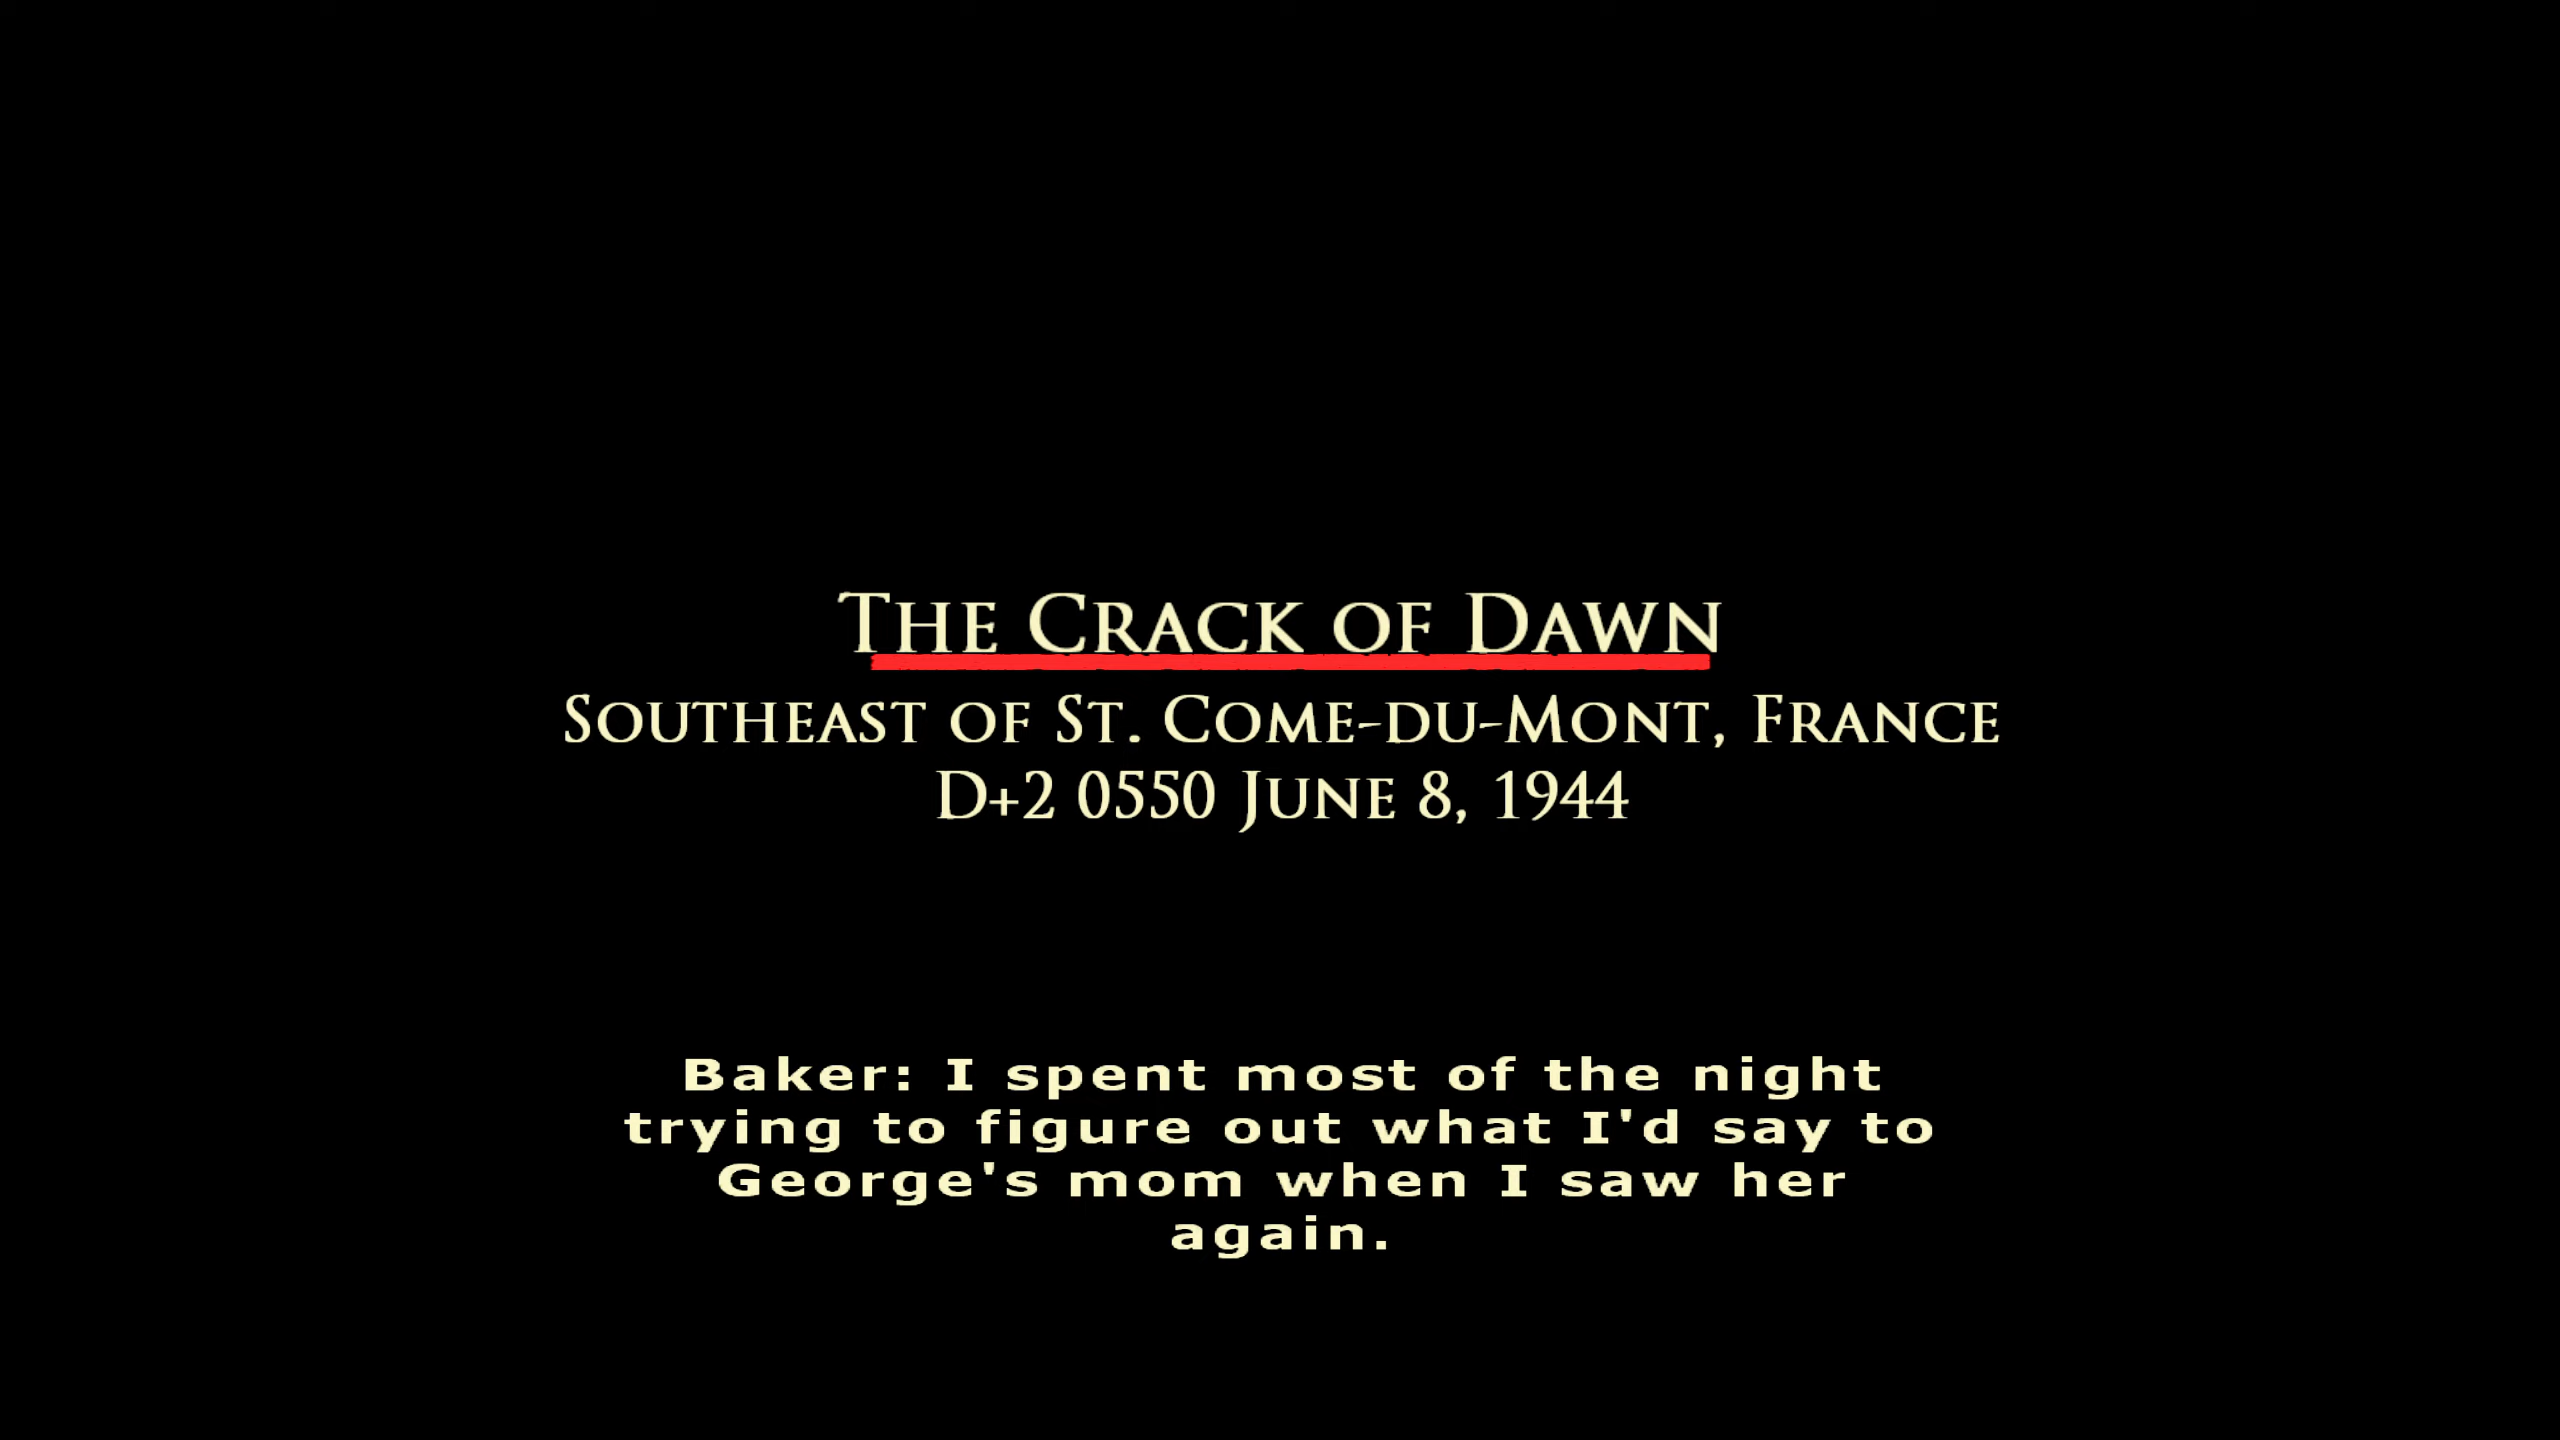 The Crack of Dawn
Southeast of St. Come-du-Mont, France
D+2 0550 June 8, 1944
Baker: I spent most of the night
trying to figure out what I'd say to
George's mom when I saw her
again.